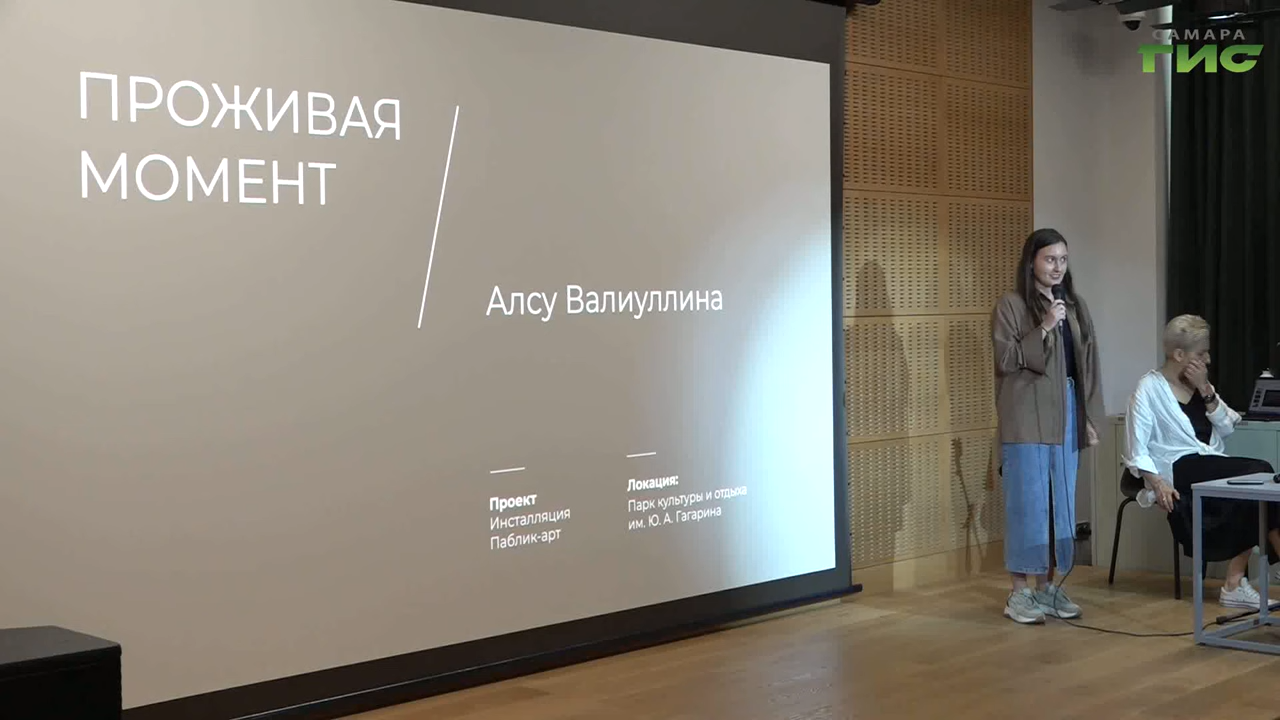 САМАРА
ГИС
ПРОЖИВАЯ
МОМЕНТ
Алсу Валиуллина
Проект
Инсталляция
Паблик-арт
Локация:
Парк культуры и отдыха
им. Ю. А. Гагарина